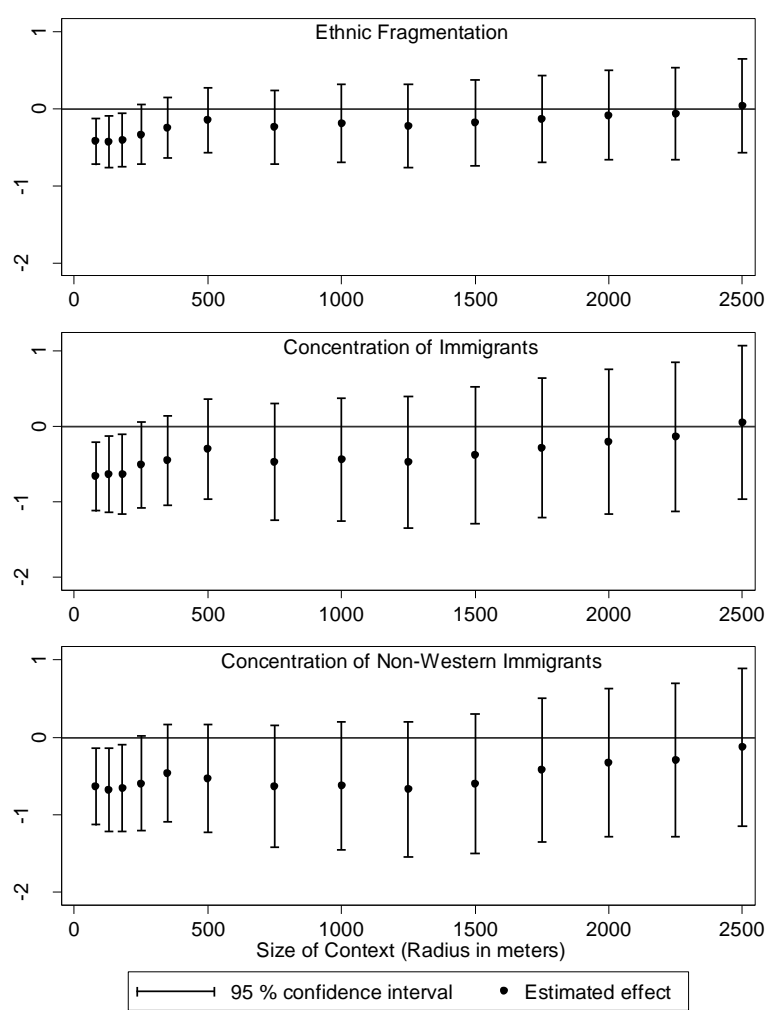 Ethnic Fragmentation
1
0
-1
-2
0 500 1000 1500 2000 2500
Concentration of Immigrants
1
0
-1
-2
0 500 1000 1500 2000 2500
Concentration of Non-Western Immigrants
1
0
-1
-2
0 500 1000 1500 2000 2500
Size of Context (Radius in meters)
95 % confidence interval Estimated effect